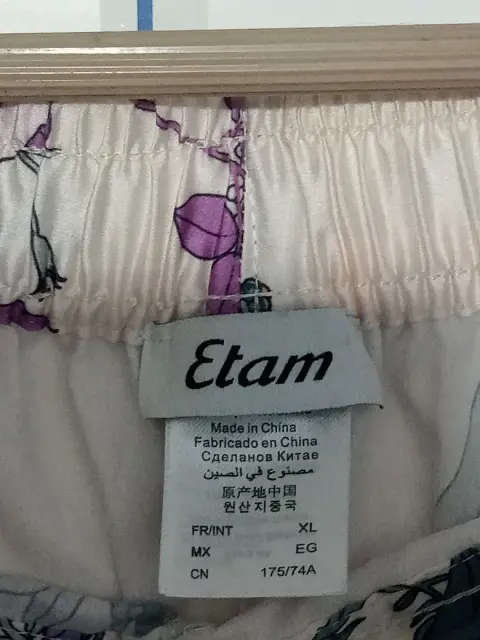 Etam
Made in China
Fabricado en China
Сделанов Китае
مصنوع في الصين
原产地中国
원산지중국
FR/INT XL
MX EG
CN 175/74A